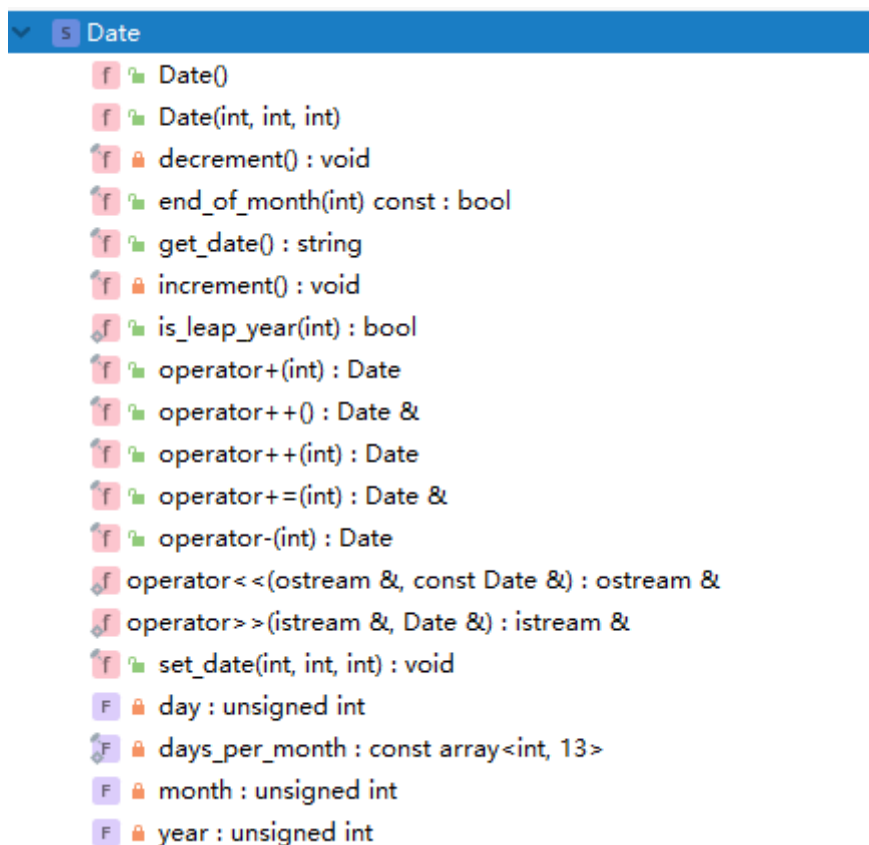 S Date
f Date()
f Date(int, int, int)
f decrement() : void
f end_of_month(int) const : bool
f get_date() : string
f increment() : void
f is_leap_year(int) : bool
f operator+(int) : Date
f operator++() : Date &
f operator++(int) : Date
f operator+=(int) : Date &
f operator-(int) : Date
f operator<<(ostream &, const Date &) : ostream &
f operator>>(istream &, Date &) : istream &
f set_date(int, int, int) : void
F day : unsigned int
F days_per_month : const array<int, 13>
F month : unsigned int
F year : unsigned int